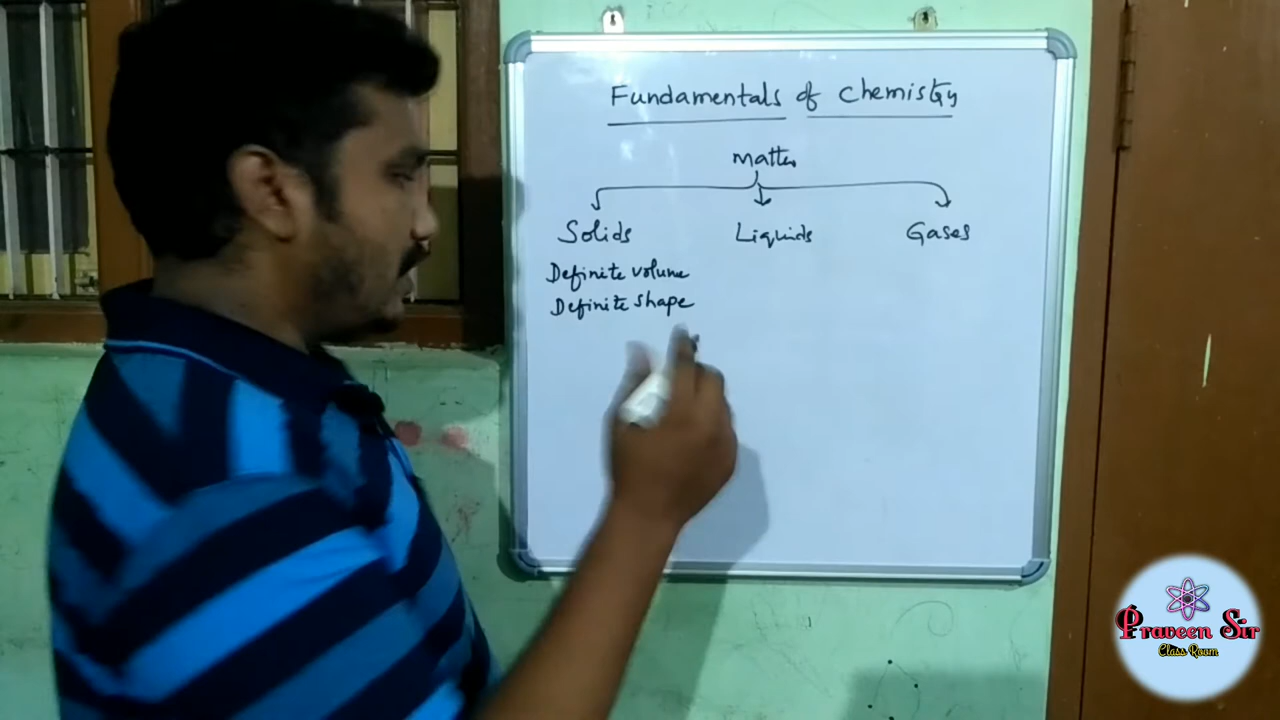 Fundamentals of Chemistry
Matter
Solids Liquids Gases
Definite volume
Definite shape
Praveen Sir
Class Room